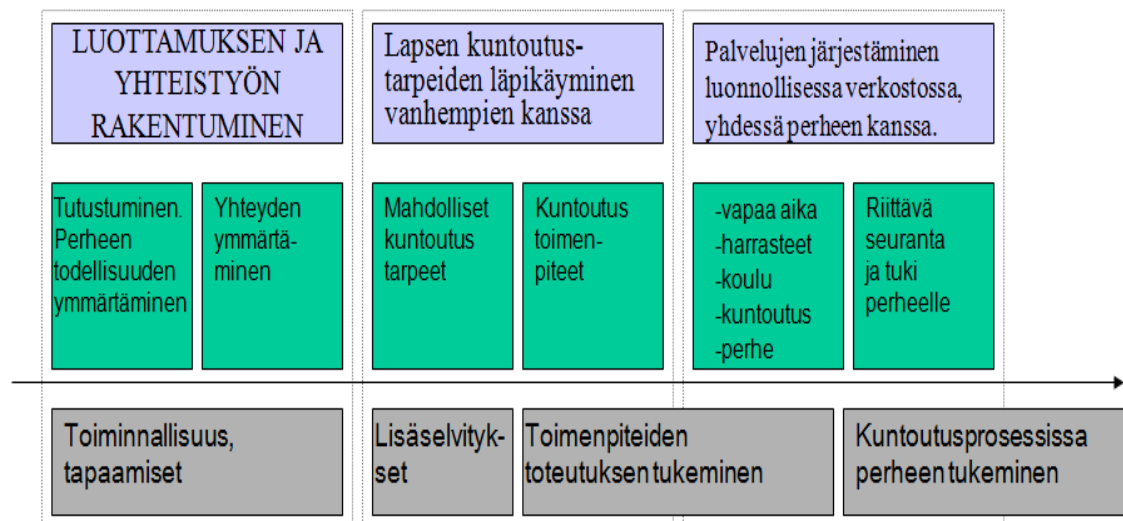 LUOTTAMUKSEN JA
YHTEISTYÖN
RAKENTUMINEN
Lapsen kuntoutus-
tarpeiden läpikäyminen
vanhempien kanssa
Palvelujen järjestäminen
luonnollisessa verkostossa,
yhdessä perheen kanssa.
Tutustuminen.
Perheen
todellisuuden
ymmärtäminen
Yhteyden
ymmärtä-
minen
Mahdolliset
kuntoutus
tarpeet
Kuntoutus
toimen-
piteet
-vapaa aika
-harrasteet
-koulu
-kuntoutus
-perhe
Riittävä
seuranta
ja tuki
perheelle
Toiminnallisuus,
tapaamiset
Lisäselvityk-
set
Toimenpiteiden
toteutuksen tukeminen
Kuntoutusprosessissa
perheen tukeminen